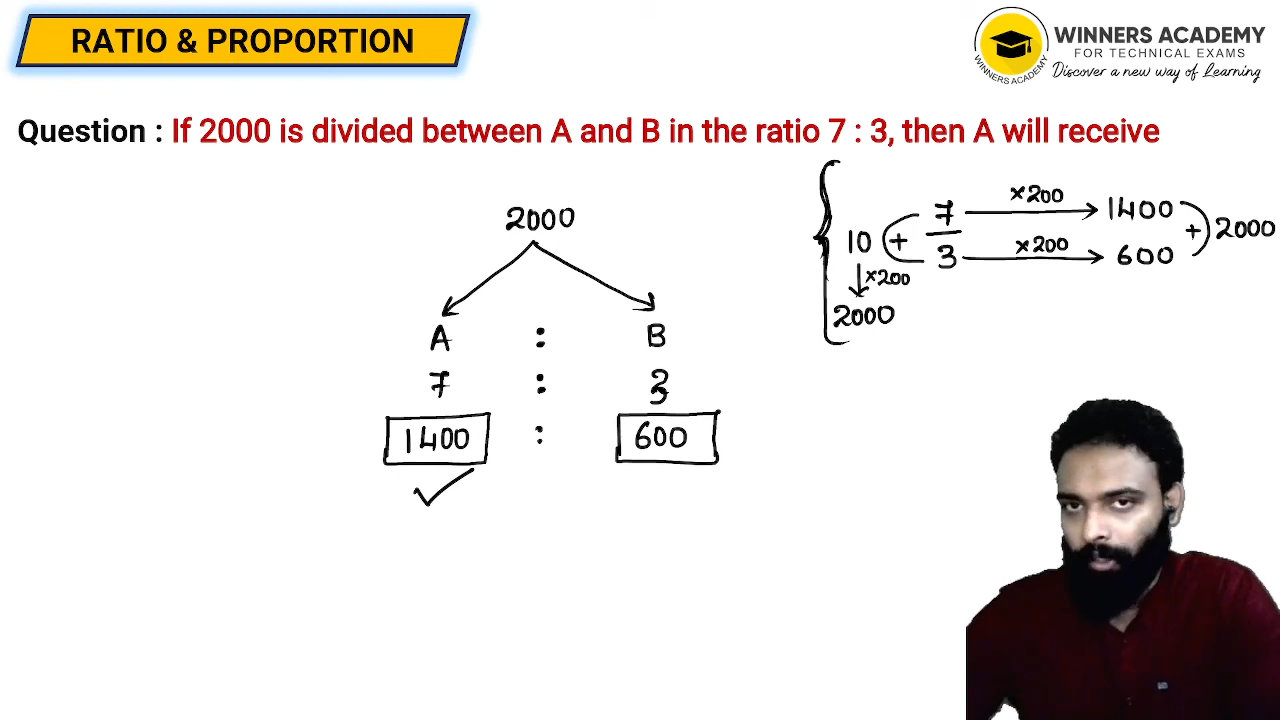 RATIO & PROPORTION
WINNERS ACADEMY
FOR TECHNICAL EXAMS
Discover a new way of Learning
WINNERS ACADEMY
Question : If 2000 is divided between A and B in the ratio 7 : 3, then A will receive
2000
A : B
7 : 3
1400 : 600
7 ×200 1400
10 + + 2000
3 ×200 600
×200
2000